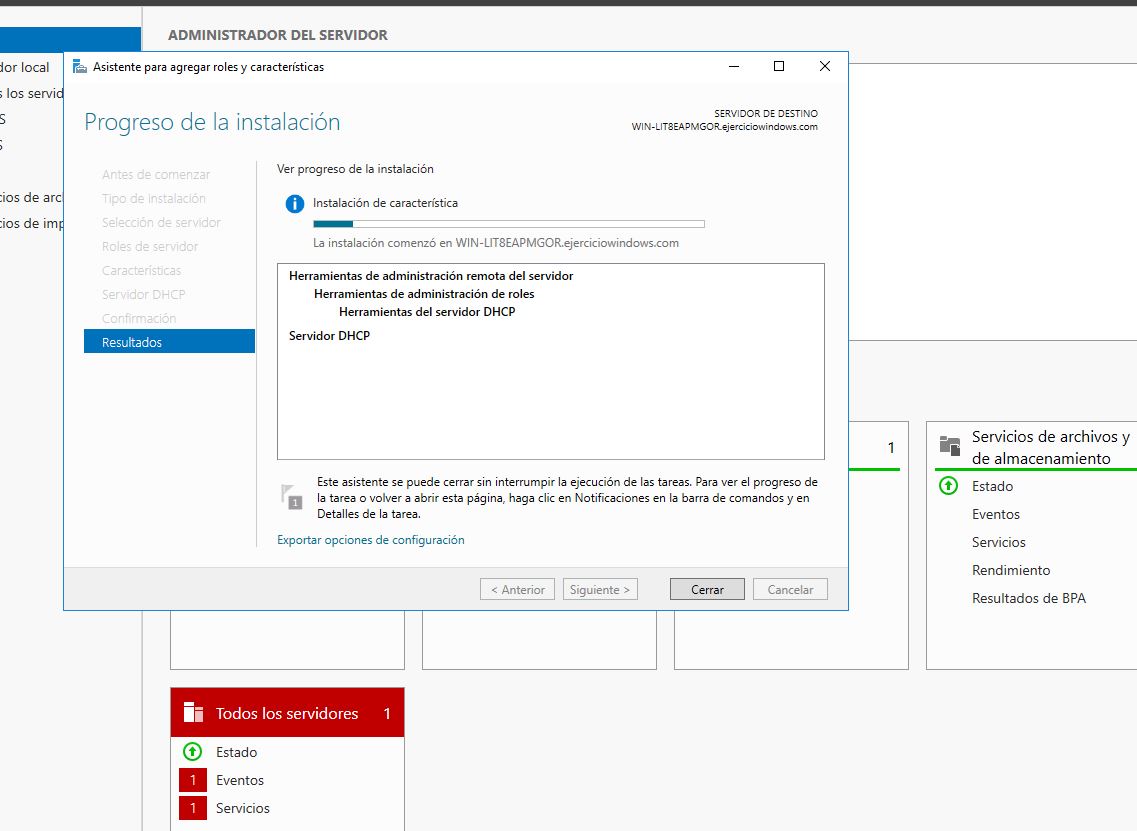 ADMINISTRADOR DEL SERVIDOR
dor local
s los servid
S
S
cios de arc
cios de imp
Asistente para agregar roles y características
Progreso de la instalación
SERVIDOR DE DESTINO
WIN-LIT8EAPMGOR.ejerciciowindows.com
Antes de comenzar
Tipo de instalación
Selección de servidor
Roles de servidor
Características
Servidor DHCP
Confirmación
Resultados
Ver progreso de la instalación
Instalación de característica
La instalación comenzó en WIN-LIT8EAPMGOR.ejerciciowindows.com
Herramientas de administración remota del servidor
Herramientas de administración de roles
Herramientas del servidor DHCP
Servidor DHCP
1
Este asistente se puede cerrar sin interrumpir la ejecución de las tareas. Para ver el progreso de
la tarea o volver a abrir esta página, haga clic en Notificaciones en la barra de comandos y en
Detalles de la tarea.
Exportar opciones de configuración
< Anterior
Siguiente >
Cerrar
Cancelar
1
Servicios de archivos y
de almacenamiento
Estado
Eventos
Servicios
Rendimiento
Resultados de BPA
Todos los servidores 1
Estado
1 Eventos
1 Servicios